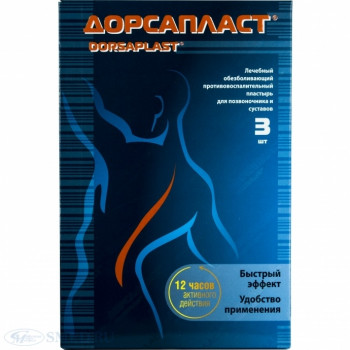 ДОРСАПЛАСТ®
DORSAPLAST®
Лечебный
обезболивающий
противовоспалительный
пластырь
для позвоночника и
суставов
3
шт
12 часов
активного
действия
Быстрый
эффект
Удобство
применения